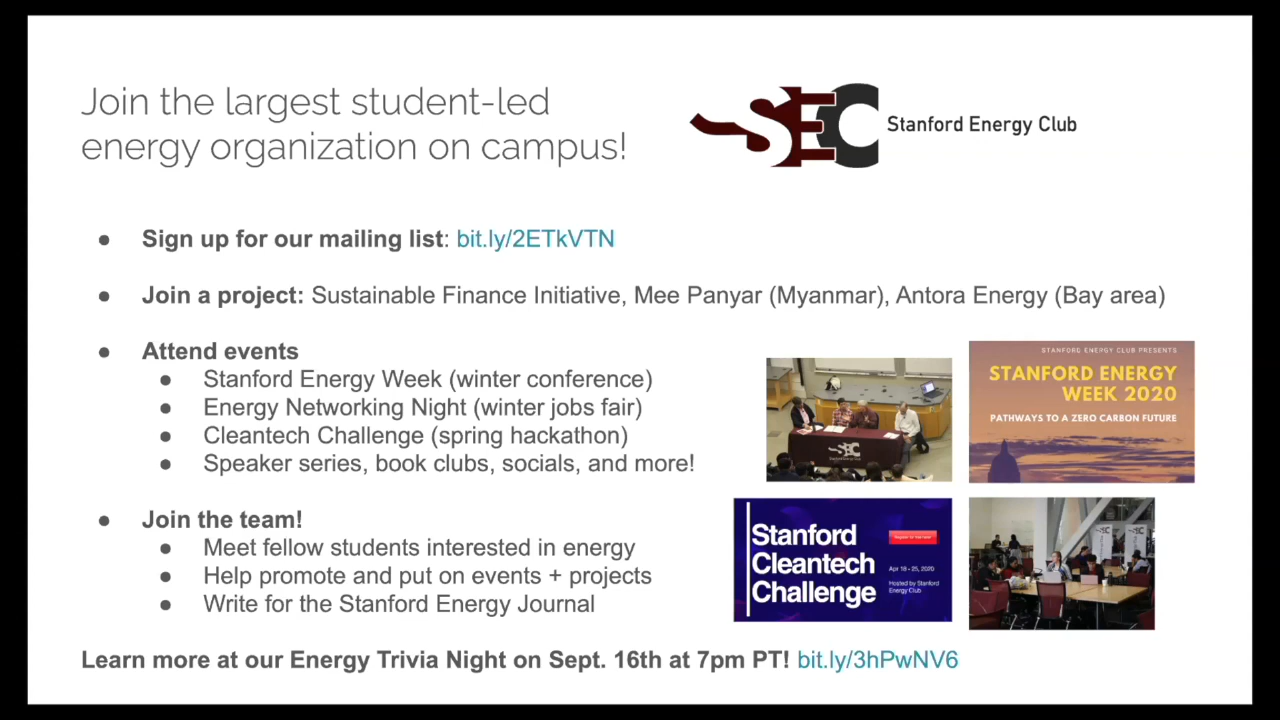 Join the largest student-led
energy organization on campus!
SEC
Stanford Energy Club
● Sign up for our mailing list: bit.ly/2ETkVTN
● Join a project: Sustainable Finance Initiative, Mee Panyar (Myanmar), Antora Energy (Bay area)
● Attend events
● Stanford Energy Week (winter conference)
● Energy Networking Night (winter jobs fair)
● Cleantech Challenge (spring hackathon)
● Speaker series, book clubs, socials, and more!
SEC
STANFORD ENERGY CLUB PRESENTS
STANFORD ENERGY
WEEK 2020
PATHWAYS TO A ZERO CARBON FUTURE
● Join the team!
● Meet fellow students interested in energy
● Help promote and put on events + projects
● Write for the Stanford Energy Journal
Stanford
Cleantech
Challenge
Apr 18 - 25, 2020
Hosted by Stanford
Energy Club
SEC
SEC
Learn more at our Energy Trivia Night on Sept. 16th at 7pm PT! bit.ly/3hPwNV6